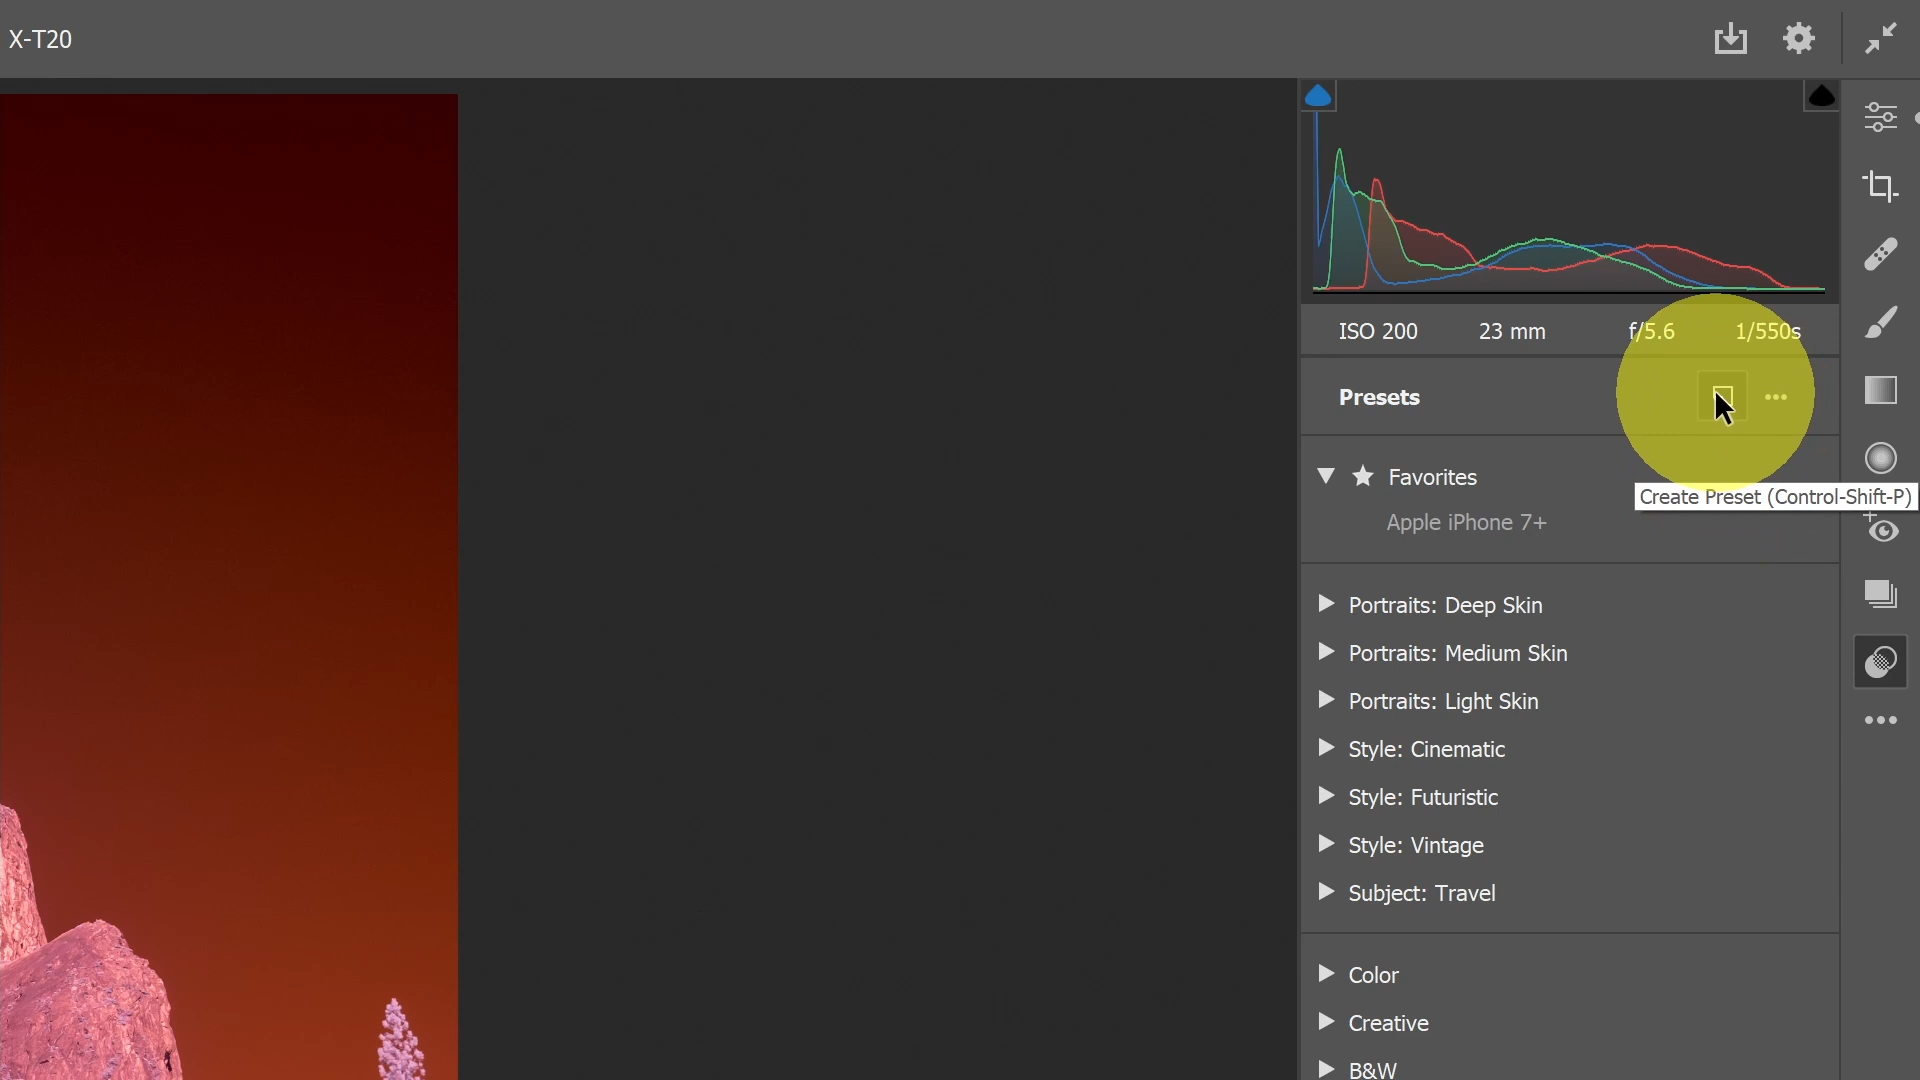 X-T20
ISO 200 23 mm f/5.6 1/550s
Presets
Favorites
Create Preset (Control-Shift-P)
Apple iPhone 7+
Portraits: Deep Skin
Portraits: Medium Skin
Portraits: Light Skin
Style: Cinematic
Style: Futuristic
Style: Vintage
Subject: Travel
Color
Creative
B&W